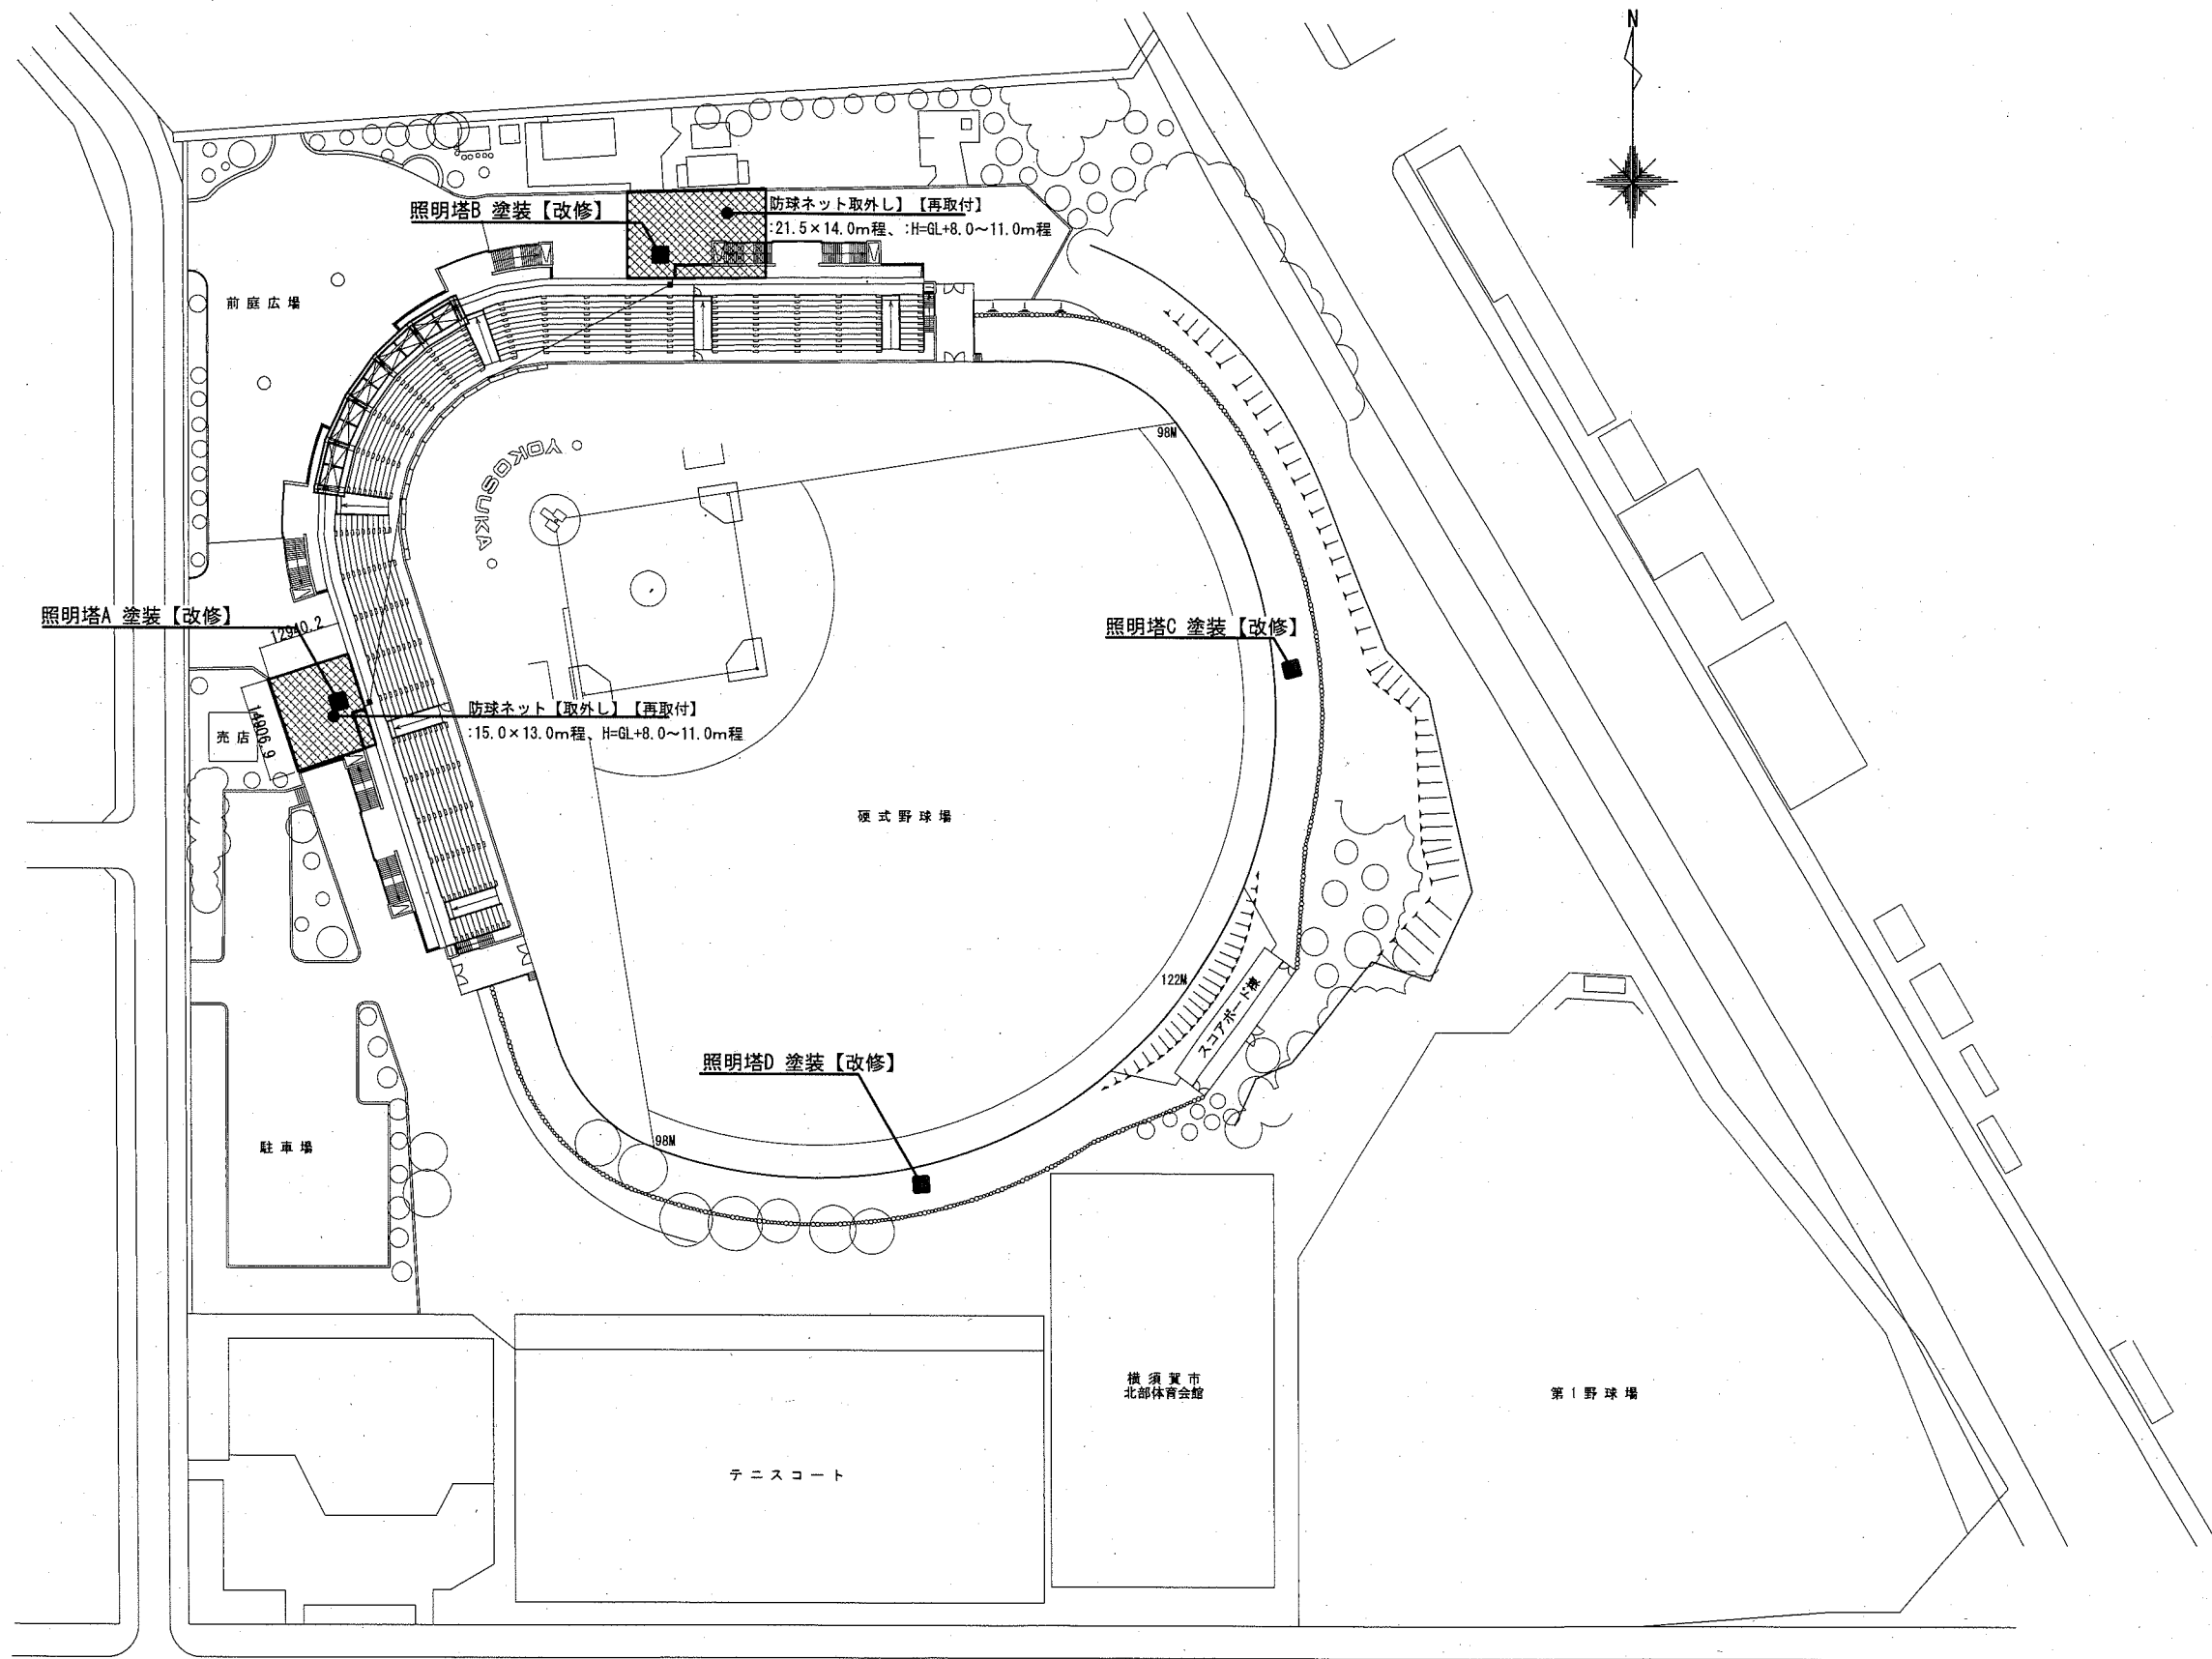 N
照明塔B 塗装【改修】
防球ネット取外し】【再取付】
:21.5×14.0m程、:H=GL+8.0～11.0m程
前庭広場
98M
・YOKOSUKA・
照明塔A 塗装【改修】
12940.2
照明塔C 塗装【改修】
防球ネット【取外し】【再取付】
:15.0×13.0m程、H=GL+8.0～11.0m程
14906.9
売店
硬式野球場
122M
スコアボード棟
照明塔D 塗装【改修】
98M
駐車場
横須賀市
北部体育会館
第1野球場
テニスコート